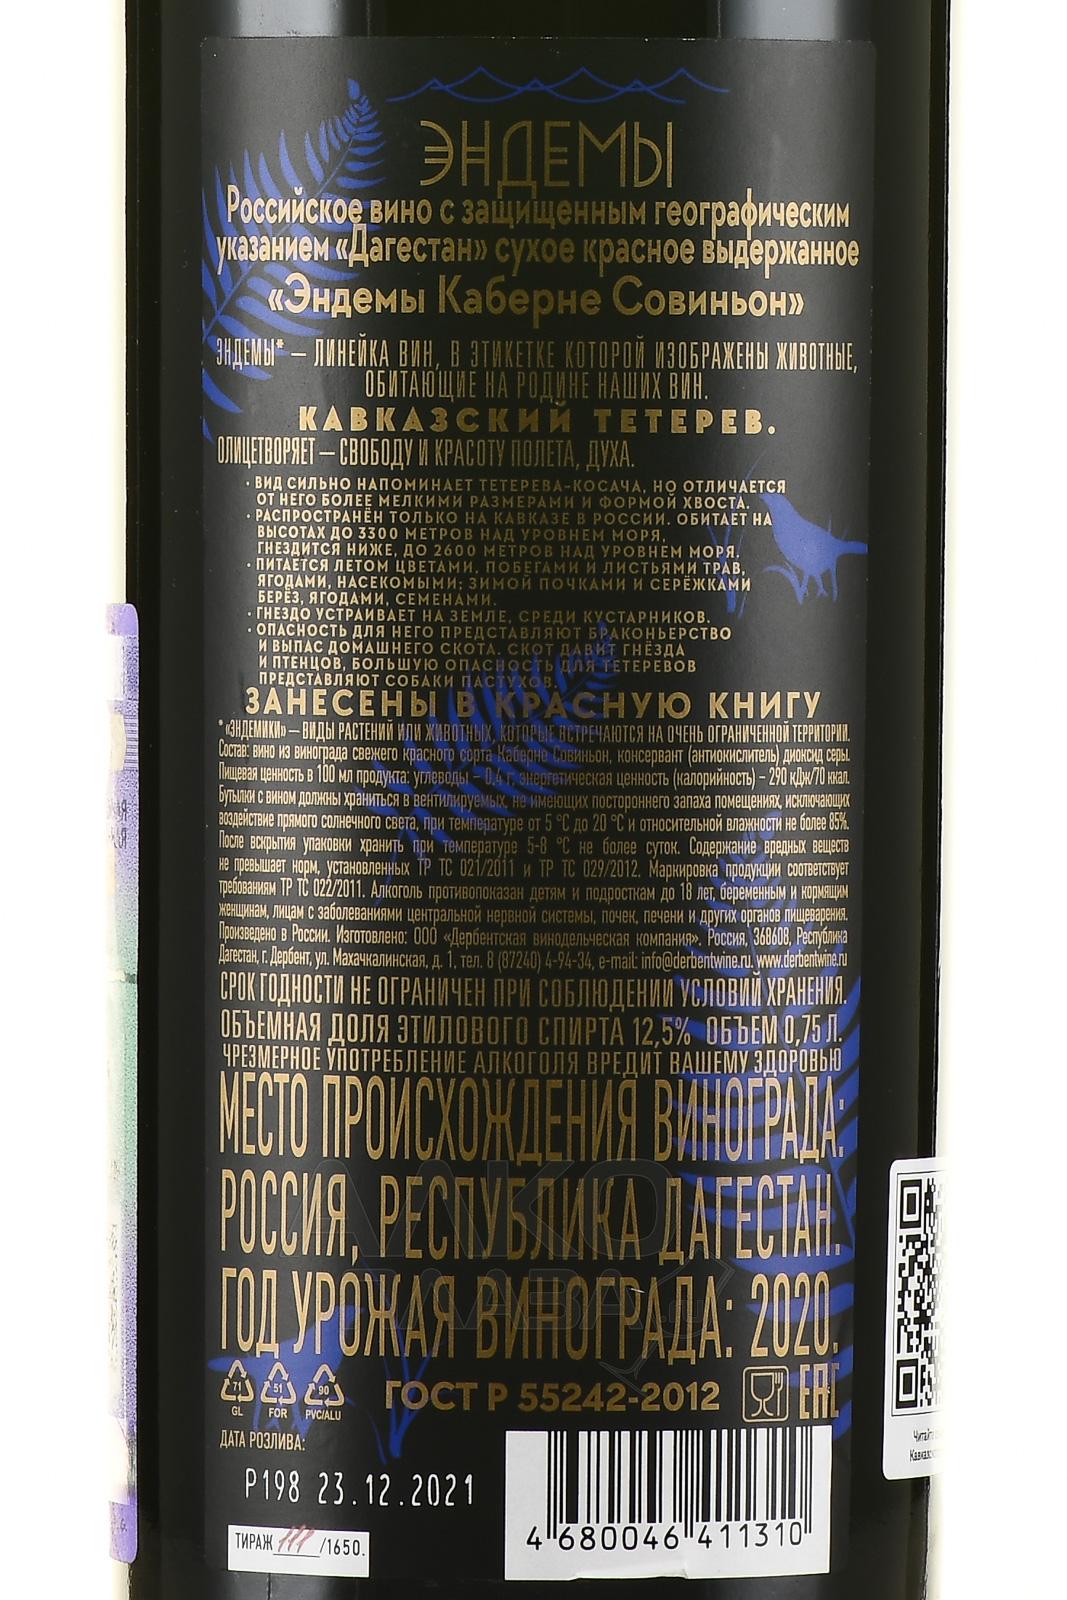 ЭНДЕМЫ
Российское вино с защищенным географическим
указанием «Дагестан» сухое красное выдержанное
«Эндемы Каберне Совиньон»
ЭНДЕМЫ* – ЛИНЕЙКА ВИН, В ЭТИКЕТКЕ КОТОРОЙ ИЗОБРАЖЕНЫ ЖИВОТНЫЕ,
ОБИТАЮЩИЕ НА РОДИНЕ НАШИХ ВИН.
КАВКАЗСКИЙ ТЕТЕРЕВ.
ОЛИЦЕТВОРЯЕТ – СВОБОДУ И КРАСОТУ ПОЛЕТА, ДУХА.
· ВИД СИЛЬНО НАПОМИНАЕТ ТЕТЕРЕВА-КОСАЧА, НО ОТЛИЧАЕТСЯ
ОТ НЕГО БОЛЕЕ МЕЛКИМИ РАЗМЕРАМИ И ФОРМОЙ ХВОСТА.
· РАСПРОСТРАНЁН ТОЛЬКО НА КАВКАЗЕ В РОССИИ. ОБИТАЕТ НА
ВЫСОТАХ ДО 3300 МЕТРОВ НАД УРОВНЕМ МОРЯ,
ГНЕЗДИТСЯ НИЖЕ, ДО 2600 МЕТРОВ НАД УРОВНЕМ МОРЯ.
· ПИТАЕТСЯ ЛЕТОМ ЦВЕТАМИ, ПОБЕГАМИ И ЛИСТЬЯМИ ТРАВ,
ЯГОДАМИ, НАСЕКОМЫМИ; ЗИМОЙ ПОЧКАМИ И СЕРЁЖКАМИ
БЕРЁЗ, ЯГОДАМИ, СЕМЕНАМИ.
· ГНЕЗДО УСТРАИВАЕТ НА ЗЕМЛЕ, СРЕДИ КУСТАРНИКОВ.
· ОПАСНОСТЬ ДЛЯ НЕГО ПРЕДСТАВЛЯЮТ БРАКОНЬЕРСТВО
И ВЫПАС ДОМАШНЕГО СКОТА. СКОТ ДАВИТ ГНЁЗДА
И ПТЕНЦОВ, БОЛЬШУЮ ОПАСНОСТЬ ДЛЯ ТЕТЕРЕВОВ
ПРЕДСТАВЛЯЮТ СОБАКИ ПАСТУХОВ.
ЗАНЕСЕНЫ В КРАСНУЮ КНИГУ
* «ЭНДЕМИКИ» – ВИДЫ РАСТЕНИЙ ИЛИ ЖИВОТНЫХ, КОТОРЫЕ ВСТРЕЧАЮТСЯ НА ОЧЕНЬ ОГРАНИЧЕННОЙ ТЕРРИТОРИИ.
Состав: вино из винограда свежего красного сорта Каберне Совиньон, консервант (антиокислитель) диоксид серы.
Пищевая ценность в 100 мл продукта: углеводы – 0,4 г; энергетическая ценность (калорийность) – 290 кДж/70 ккал.
Бутылки с вином должны храниться в вентилируемых, не имеющих постороннего запаха помещениях, исключающих
воздействие прямого солнечного света, при температуре от 5 °С до 20 °С и относительной влажности не более 85%.
После вскрытия упаковки хранить при температуре 5-8 °С не более суток. Содержание вредных веществ
не превышает норм, установленных ТР ТС 021/2011 и ТР ТС 029/2012. Маркировка продукции соответствует
требованиям ТР ТС 022/2011. Алкоголь противопоказан детям и подросткам до 18 лет, беременным и кормящим
женщинам, лицам с заболеваниями центральной нервной системы, почек, печени и других органов пищеварения.
Произведено в России. Изготовлено: ООО «Дербентская винодельческая компания». Россия, 368608, Республика
Дагестан, г. Дербент, ул. Махачкалинская, д. 1, тел. 8 (87240) 4-94-34, e-mail: info@derbentwine.ru. www.derbentwine.ru
СРОК ГОДНОСТИ НЕ ОГРАНИЧЕН ПРИ СОБЛЮДЕНИИ УСЛОВИЙ ХРАНЕНИЯ.
ОБЪЕМНАЯ ДОЛЯ ЭТИЛОВОГО СПИРТА 12,5% ОБЪЕМ 0,75 Л.
ЧРЕЗМЕРНОЕ УПОТРЕБЛЕНИЕ АЛКОГОЛЯ ВРЕДИТ ВАШЕМУ ЗДОРОВЬЮ
МЕСТО ПРОИСХОЖДЕНИЯ ВИНОГРАДА:
РОССИЯ, РЕСПУБЛИКА ДАГЕСТАН.
ГОД УРОЖАЯ ВИНОГРАДА: 2020.
АЛКО
ГЛАВА.ru
71 51 90
GL FOR PVC/ALU
ГОСТ Р 55242-2012
EAC
ДАТА РОЗЛИВА:
Р198 23.12.2021
ТИРАЖ 111 /1650.
4 680046 411310
Читайте
Кавказск